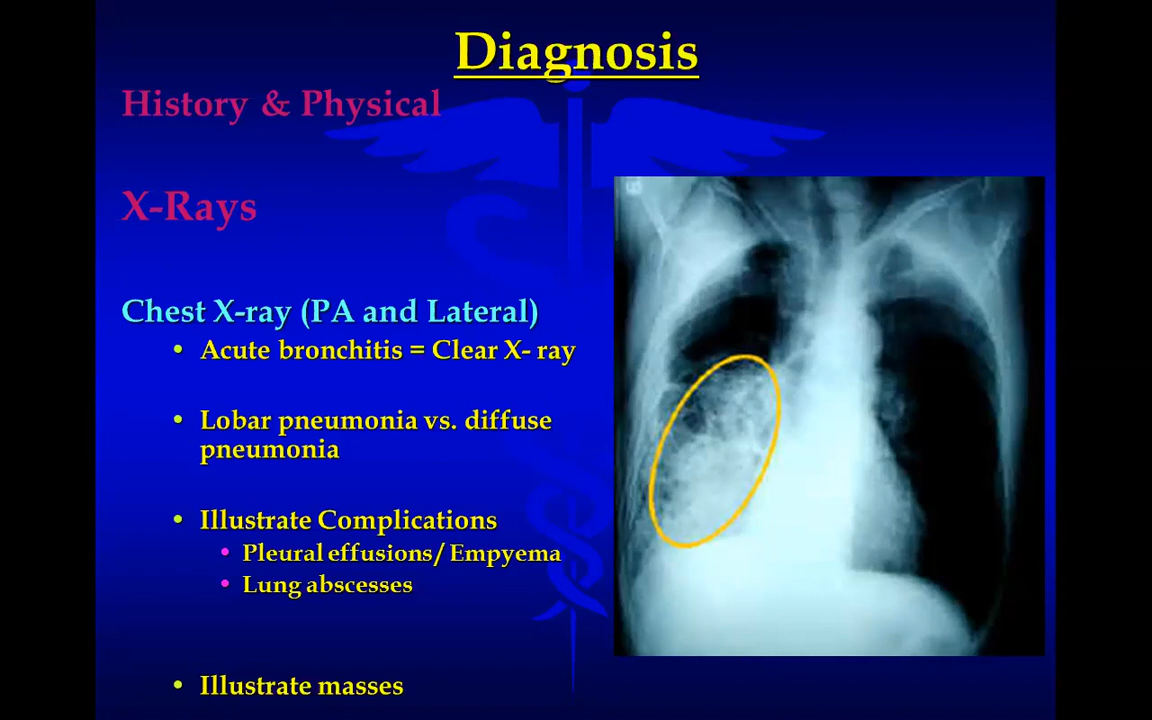 Diagnosis
History & Physical
X-Rays
Chest X-ray (PA and Lateral)
• Acute bronchitis = Clear X- ray
• Lobar pneumonia vs. diffuse
pneumonia
• Illustrate Complications
• Pleural effusions/ Empyema
• Lung abscesses
• Illustrate masses